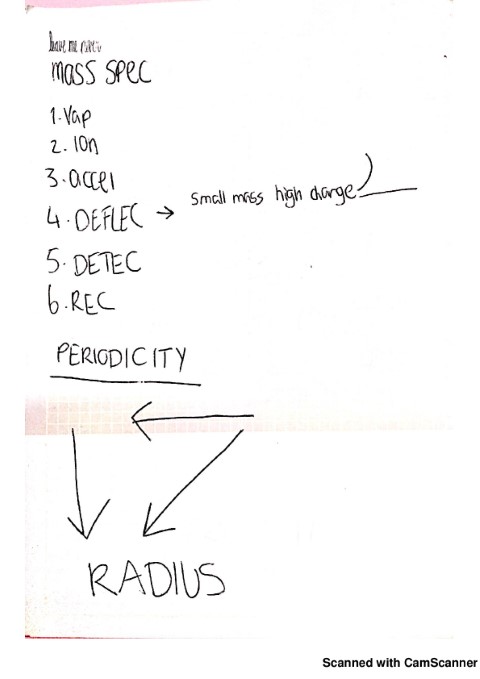 MASS SPEC
1. Vap
2. ION
3. accel
4. DEFLEC → small mass high charge
5. DETEC
6. REC
PERIODICITY
RADIUS
Scanned with CamScanner